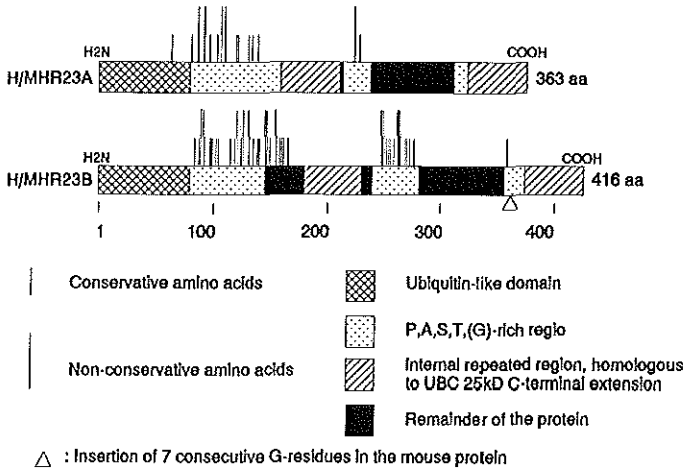 H2N
COOH
H/MHR23A
363 aa
H2N
COOH
H/MHR23B
416 aa
1 100 200 300 400
Conservative amino acids
Ubiquitin-like domain
P,A,S,T,(G)-rich regio
Non-conservative amino acids
Internal repeated region, homologous
to UBC 25kD C-terminal extension
Remainder of the protein
△ : Insertion of 7 consecutive G-residues in the mouse protein